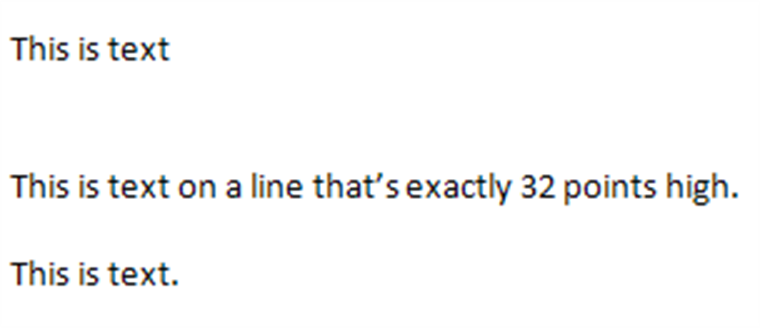 This is text
This is text on a line that’s exactly 32 points high.
This is text.